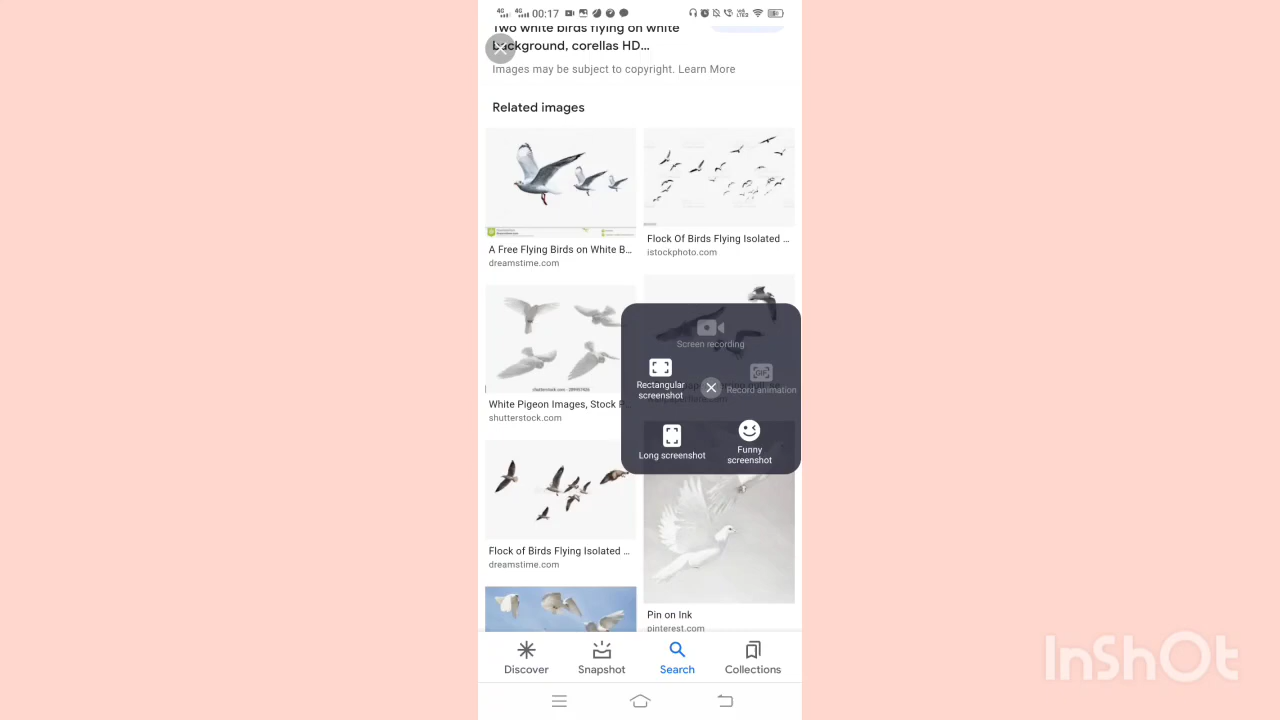 4G 4G 00:17
Two white birds flying on white
background, corellas HD...
Images may be subject to copyright. Learn More
Related images
A Free Flying Birds on White B...
dreamstime.com
Flock Of Birds Flying Isolated ...
istockphoto.com
Screen recording
Rectangular
screenshot
GIF
Record animation
Long screenshot
Funny
screenshot
White Pigeon Images, Stock P
shutterstock.com
Flock of Birds Flying Isolated ...
dreamstime.com
Pin on Ink
pinterest.com
Discover
Snapshot
Search
Collections
InShOt